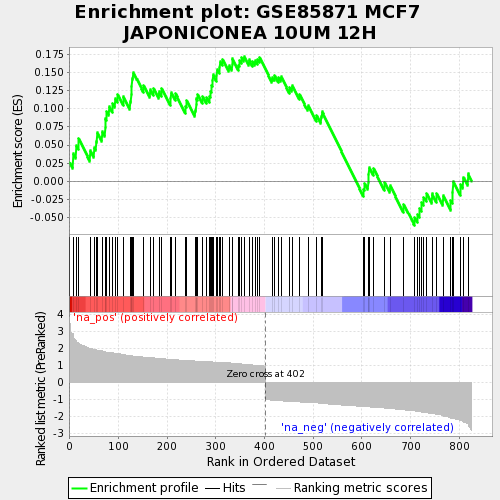 Enrichment plot: GSE85871 MCF7
JAPONICONEA 10UM 12H
Enrichment score (ES)
0.175
0.150
0.125
0.100
0.075
0.050
0.025
0.000
-0.025
-0.050
'na_pos' (positively correlated)
Ranked list metric (PreRanked)
4
3
2
1
0
-1
-2
-3
Zero cross at 402
'na_neg' (negatively correlated)
0 100 200 300 400 500 600 700 800
Rank in Ordered Dataset
Enrichment profile Hits Ranking metric scores